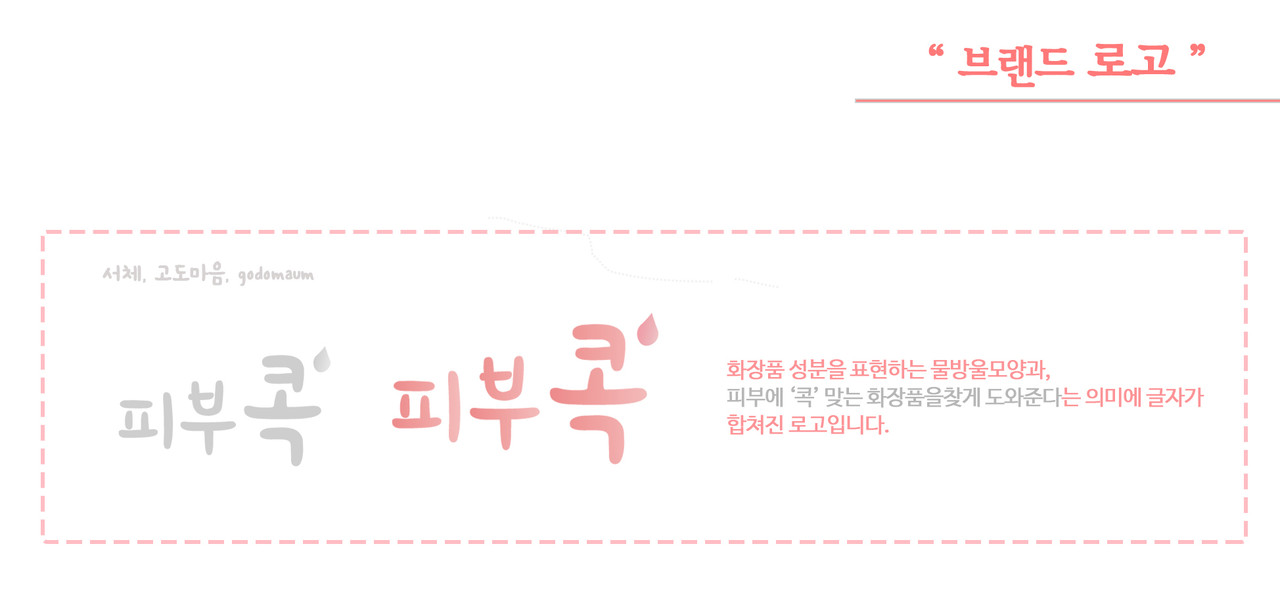 “ 브랜드 로고 ”
서체, 고도마음, godomaum
피부콕
피부콕
화장품 성분을 표현하는 물방울모양과,
피부에 ‘콕’ 맞는 화장품을찾게 도와준다는 의미에 글자가
합쳐진 로고입니다.